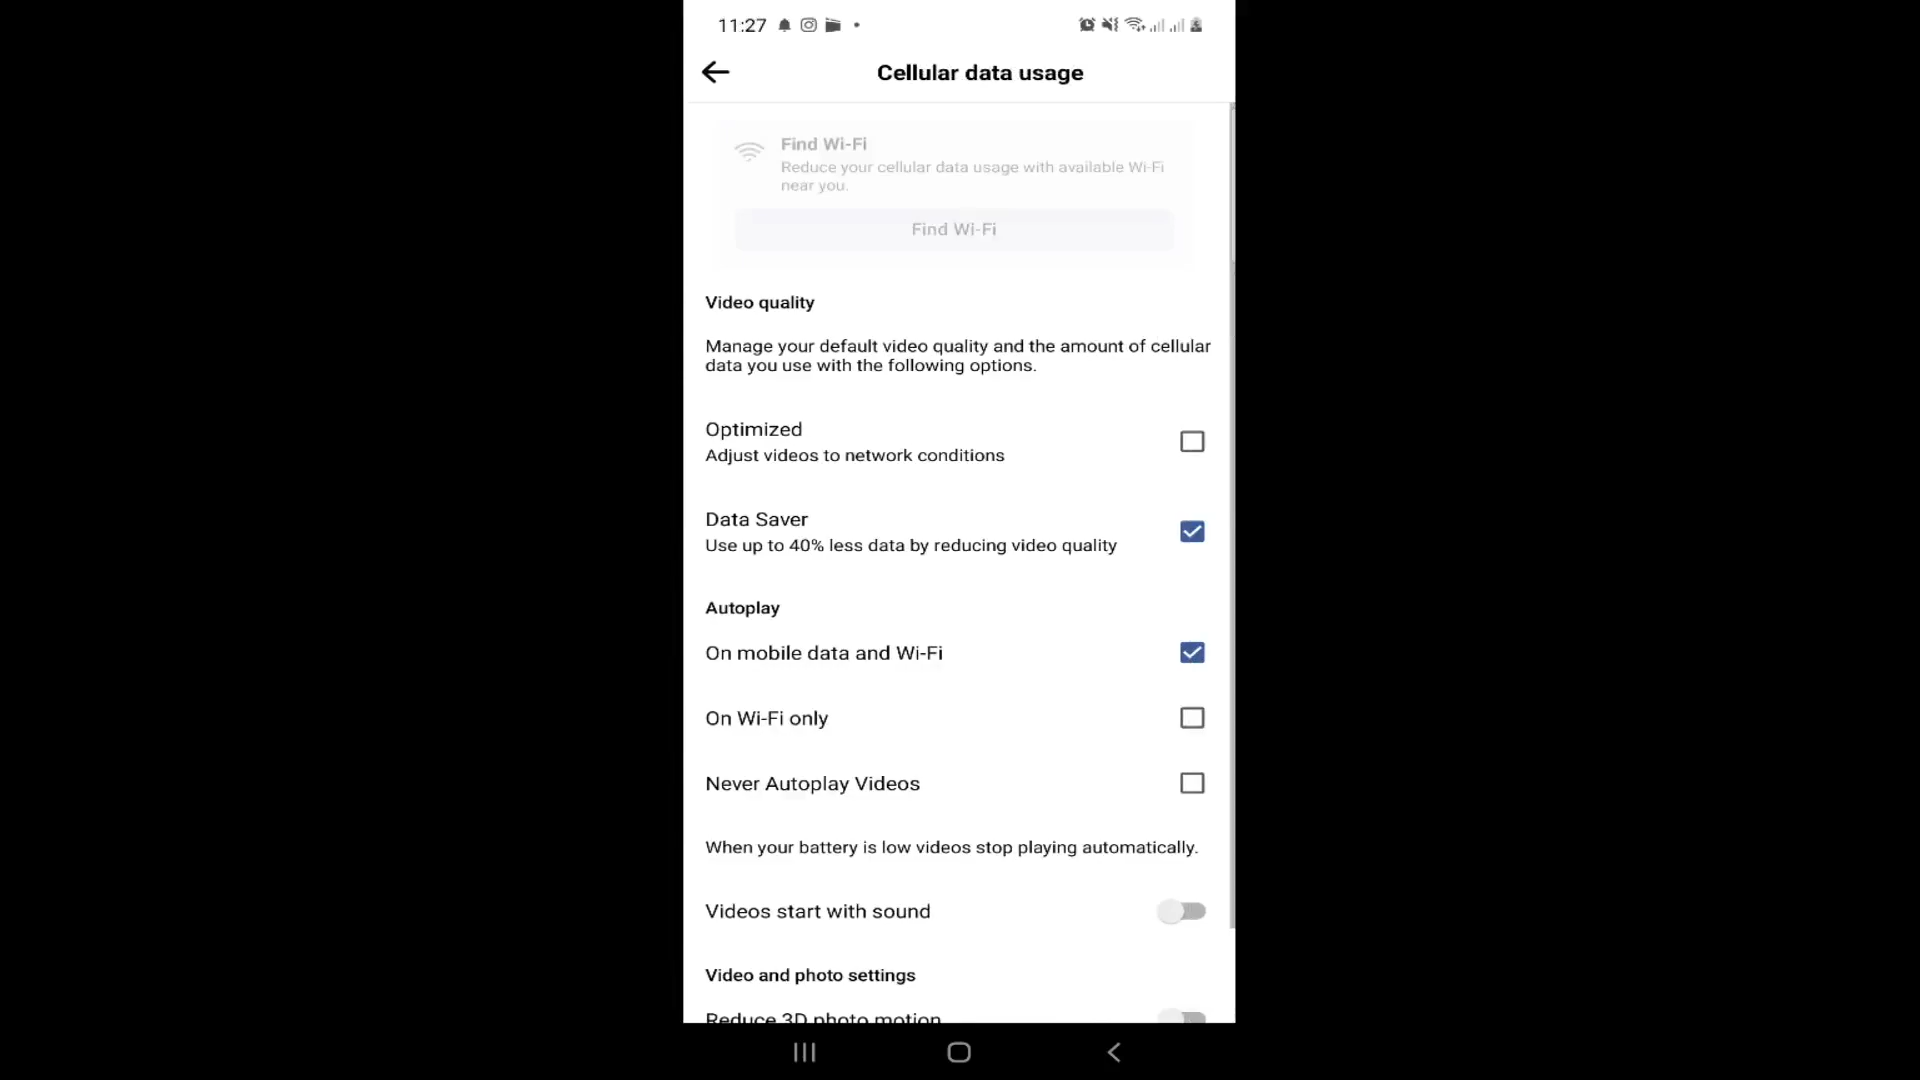 11:27
Cellular data usage
Find Wi-Fi
Reduce your cellular data usage with available Wi-Fi
near you.
Find Wi-Fi
Video quality
Manage your default video quality and the amount of cellular
data you use with the following options.
Optimized
Adjust videos to network conditions
Data Saver
Use up to 40% less data by reducing video quality
Autoplay
On mobile data and Wi-Fi
On Wi-Fi only
Never Autoplay Videos
When your battery is low videos stop playing automatically.
Videos start with sound
Video and photo settings
Reduce 3D photo motion